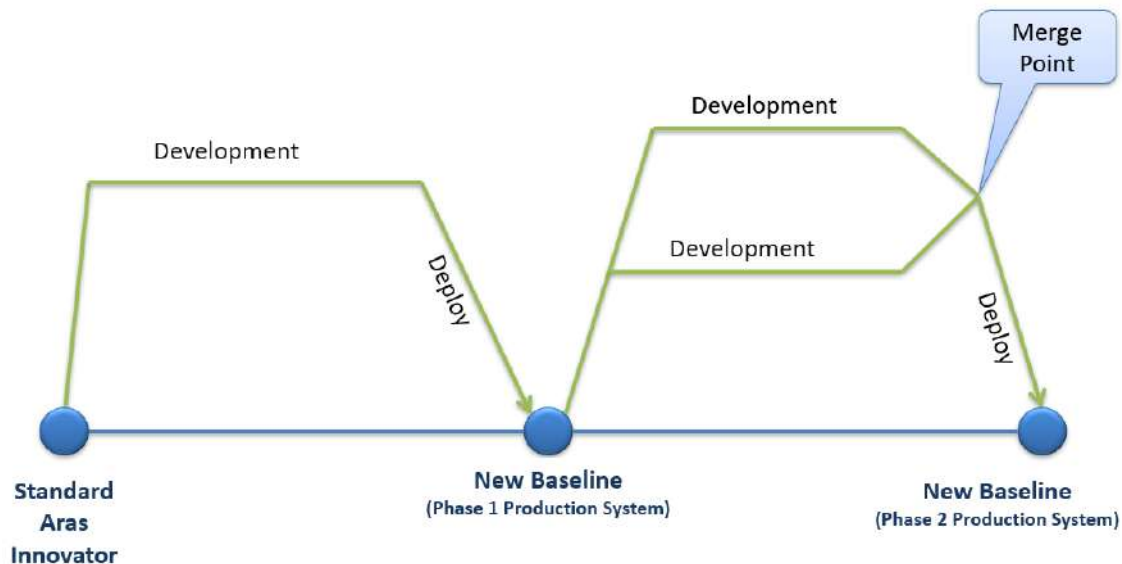 Merge
Point
Development
Development
Development
Deploy
Deploy
Standard
Aras
Innovator
New Baseline
(Phase 1 Production System)
New Baseline
(Phase 2 Production System)